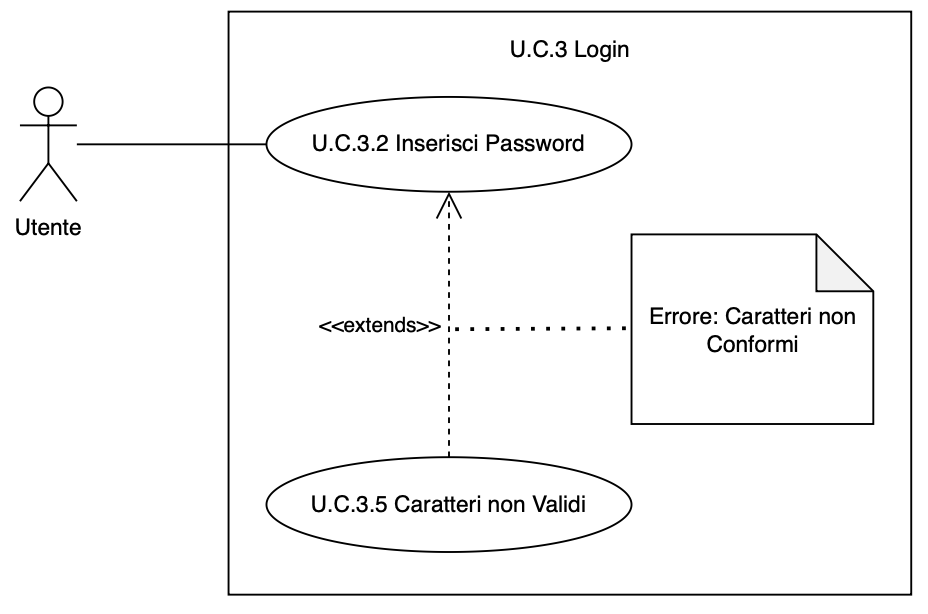 U.C.3 Login
U.C.3.2 Inserisci Password
Utente
<<extends>>
Errore: Caratteri non
Conformi
U.C.3.5 Caratteri non Validi